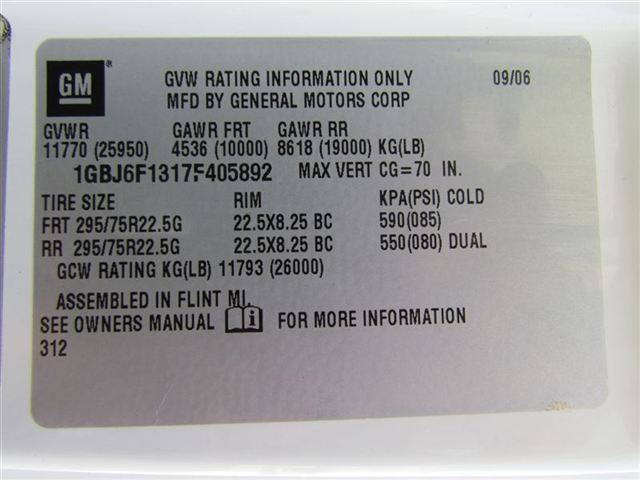 GM® GVW RATING INFORMATION ONLY 09/06
MFD BY GENERAL MOTORS CORP
GVWR GAWR FRT GAWR RR
11770 (25950) 4536 (10000) 8618 (19000) KG(LB)
1GBJ6F1317F405892 MAX VERT CG=70 IN.
TIRE SIZE RIM KPA(PSI) COLD
FRT 295/75R22.5G 22.5X8.25 BC 590(085)
RR 295/75R22.5G 22.5X8.25 BC 550(080) DUAL
GCW RATING KG(LB) 11793 (26000)
ASSEMBLED IN FLINT MI.
SEE OWNERS MANUAL i FOR MORE INFORMATION
312